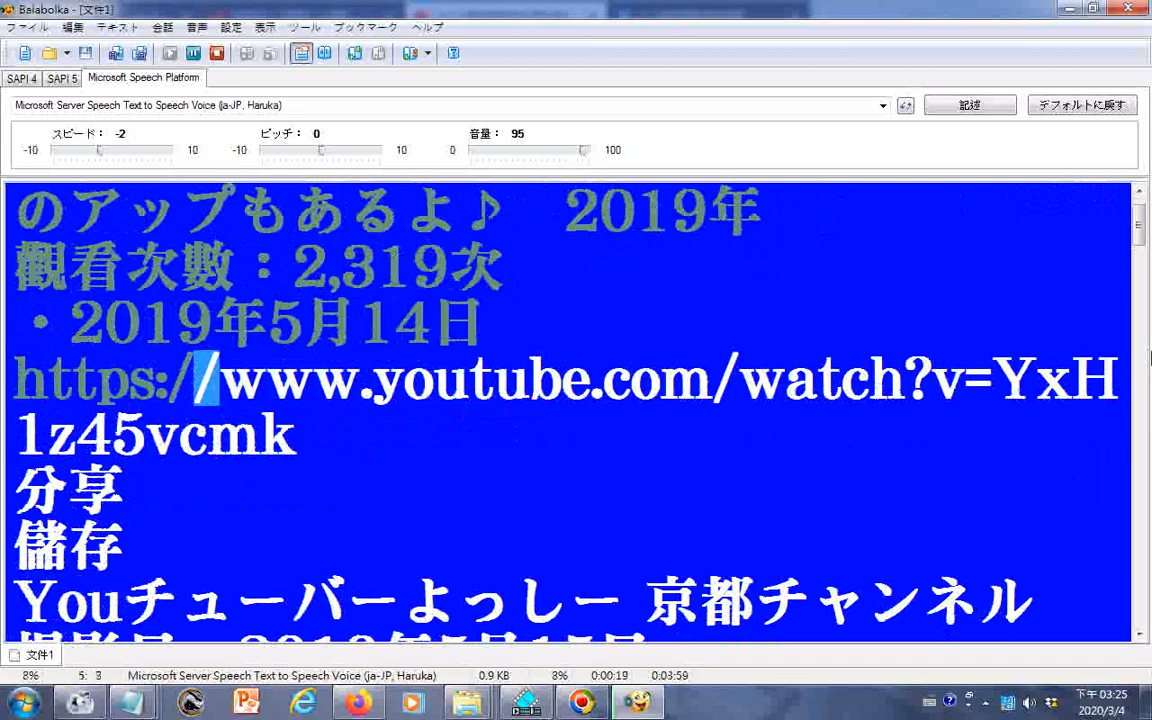 Balabolka - [文件1]
ファイル 編集 テキスト 会話 音声 設定 表示 ツール ブックマーク ヘルプ
SAPI 4 SAPI 5 Microsoft Speech Platform
Microsoft Server Speech Text to Speech Voice (ja-JP, Haruka) 記述 デフォルトに戻す
スピード： -2 ピッチ： 0 音量： 95
-10 10 -10 10 0 100
のアップもあるよ♪ 2019年
觀看次數：2,319次
・2019年5月14日
https://www.youtube.com/watch?v=YxH
1z45vcmk
分享
儲存
Youチューバーよっしー 京都チャンネル
文件1
8% 5: 8 Microsoft Server Speech Text to Speech Voice (ja-JP, Haruka) 0.9 KB 8% 0:00:19 0:03:59
下午 03:25
2020/3/4